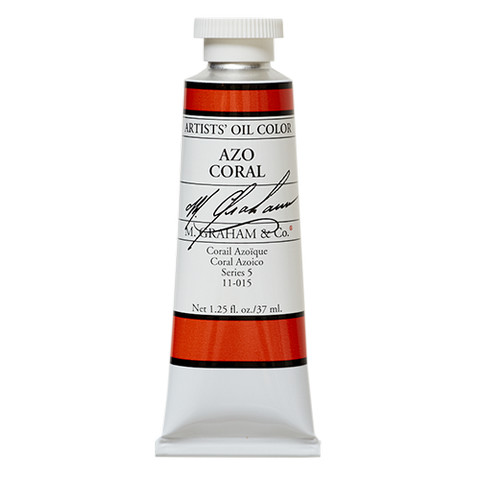 ARTISTS' OIL COLOR
AZO
CORAL
M. Graham
M. GRAHAM & Co.®
Corail Azoïque
Coral Azoico
Series 5
11-015
Net 1.25 fl. oz./37 ml.